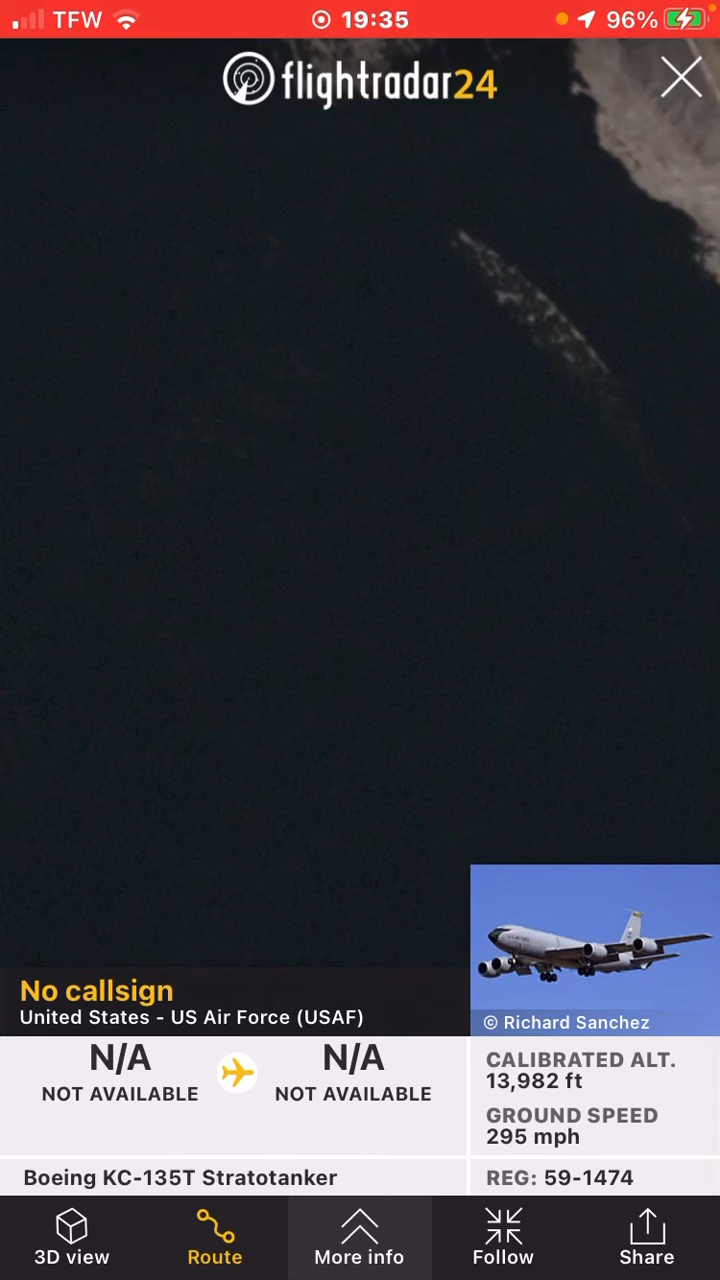 TFW 19:35 96%
flightradar24
No callsign
United States - US Air Force (USAF)
© Richard Sanchez
N/A N/A
NOT AVAILABLE NOT AVAILABLE
CALIBRATED ALT.
13,982 ft
GROUND SPEED
295 mph
Boeing KC-135T Stratotanker
REG: 59-1474
3D view Route More info Follow Share